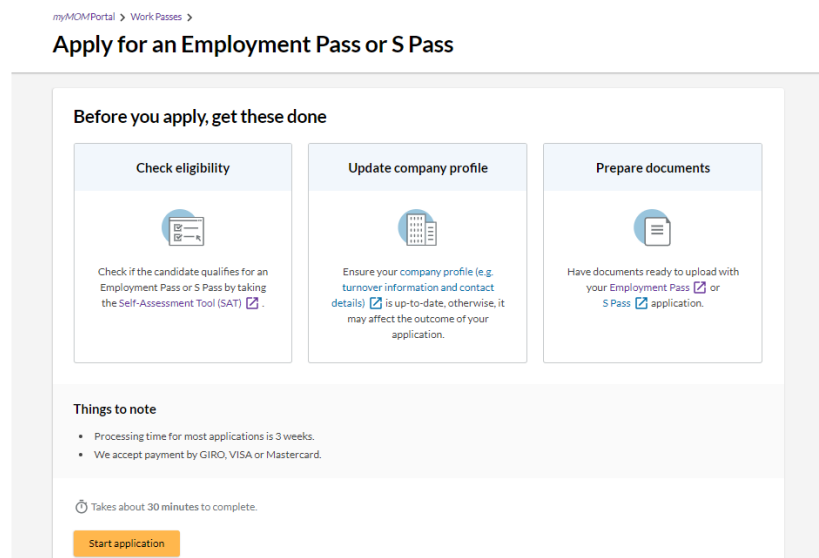 myMOMPortal > Work Passes >
Apply for an Employment Pass or S Pass
Before you apply, get these done
Check eligibility
Check if the candidate qualifies for an
Employment Pass or S Pass by taking
the Self-Assessment Tool (SAT) .
Update company profile
Ensure your company profile (e.g.
turnover information and contact
details) is up-to-date, otherwise, it
may affect the outcome of your
application.
Prepare documents
Have documents ready to upload with
your Employment Pass or
S Pass application.
Things to note
• Processing time for most applications is 3 weeks.
• We accept payment by GIRO, VISA or Mastercard.
Takes about 30 minutes to complete.
Start application